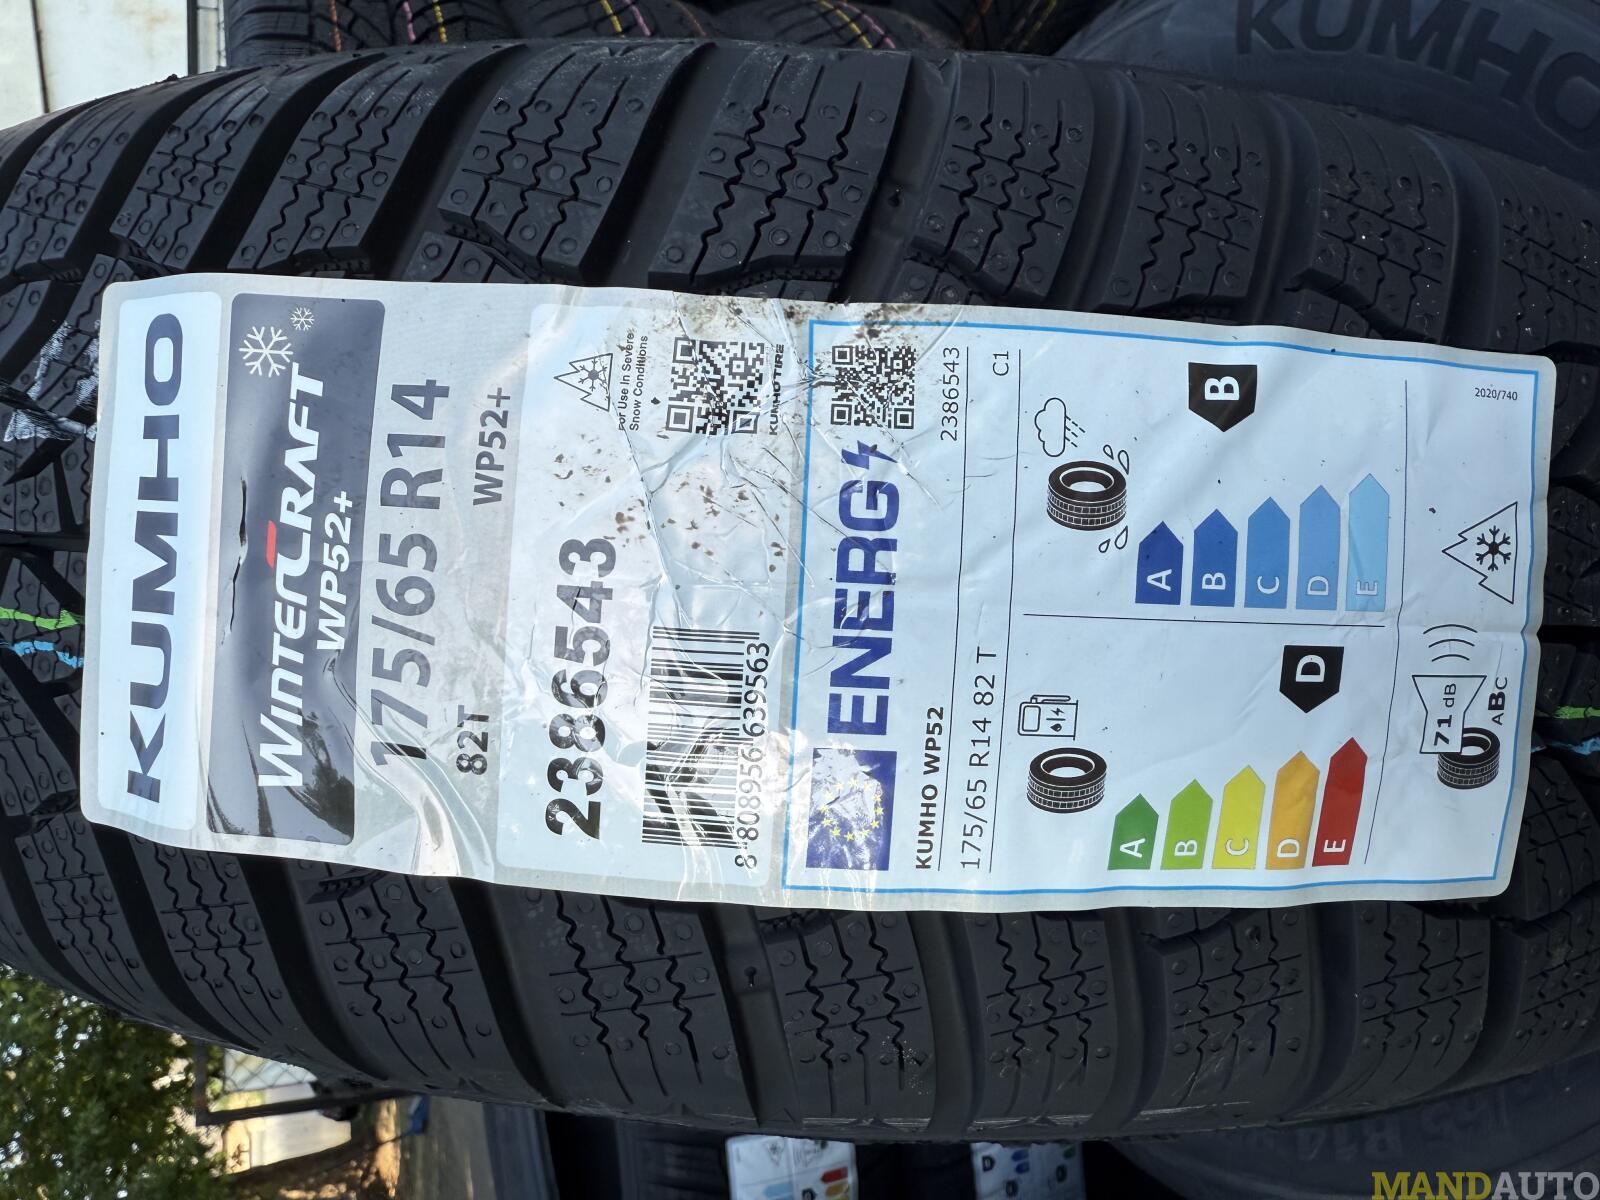 KUMHO
WINTERCRAFT
WP52+
175/65 R14
82T WP52+
2386543
For Use In Severe
Snow Conditions
KUMHO TIRE
8 808956 639563
ENERG
KUMHO WP52 2386543
175/65 R14 82 T C1
A
B
C
D
E
D
A
B
C
D
E
B
71 dB
ABC
2020/740
KUMHO
MANDAUTO